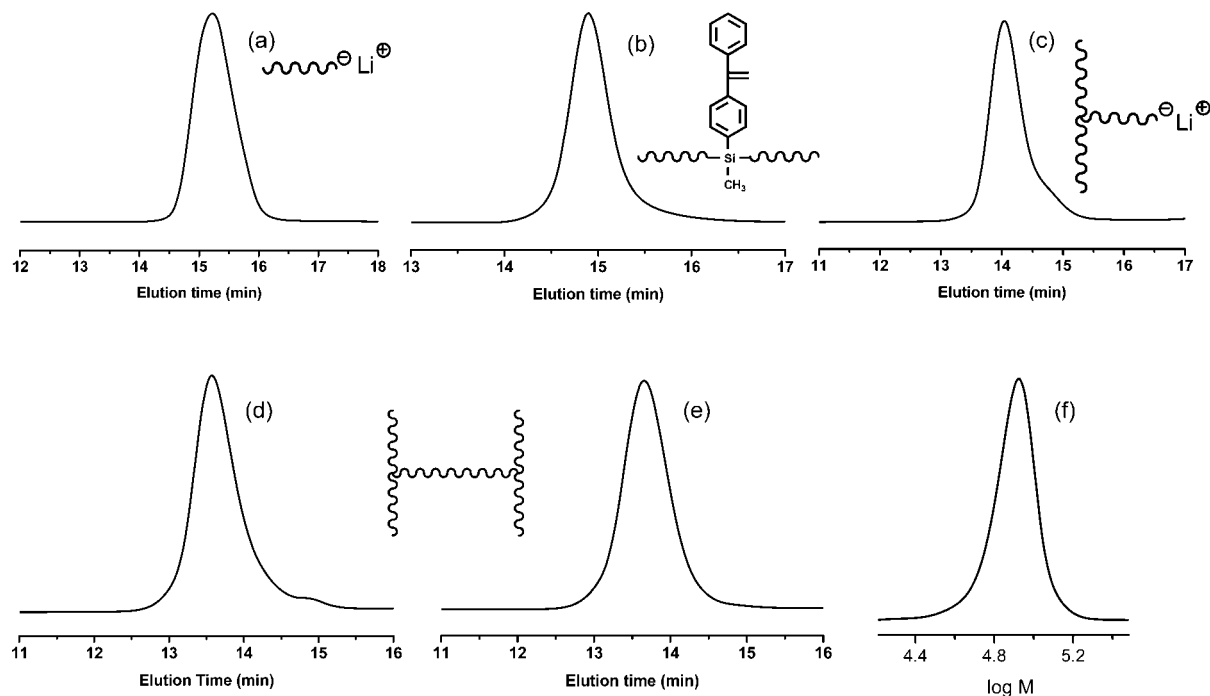 (a)
⊖ Li ⊕
12 13 14 15 16 17 18
Elution time (min)
(b)
Si
CH₃
13 14 15 16 17
Elution time (min)
(c)
⊖ Li ⊕
11 12 13 14 15 16 17
Elution time (min)
(d)
11 12 13 14 15 16
Elution Time (min)
(e)
11 12 13 14 15 16
Elution time (min)
(f)
4.4 4.8 5.2
log M